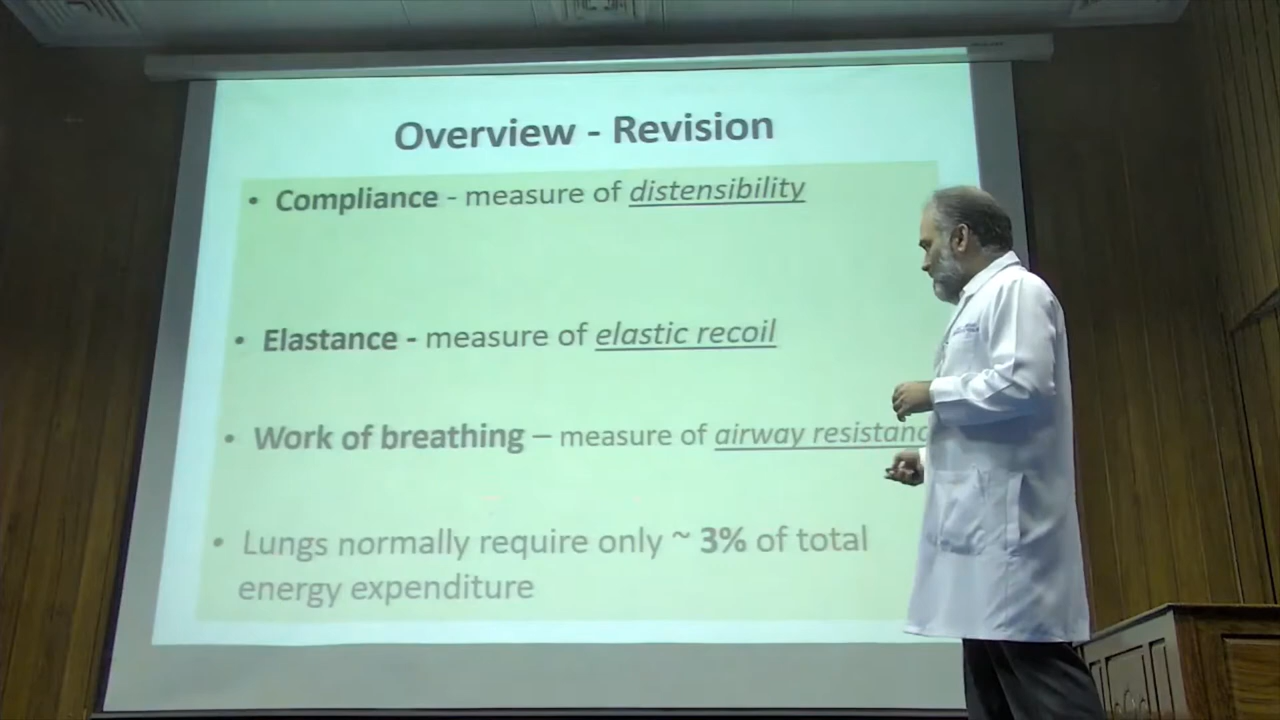 Overview - Revision
• Compliance - measure of distensibility
• Elastance - measure of elastic recoil
• Work of breathing – measure of airway resistanc
• Lungs normally require only ~ 3% of total
energy expenditure